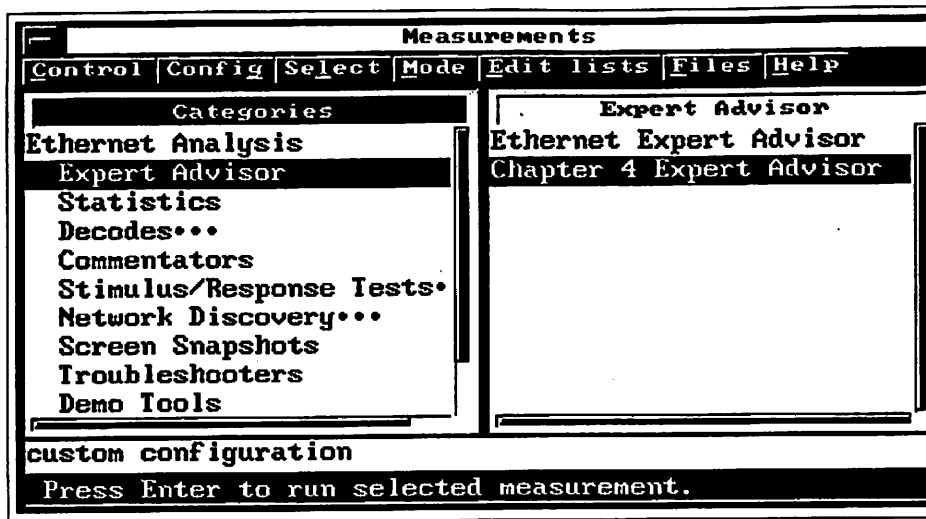 Measurements
Control Config Select Mode Edit lists Files Help
Categories
Ethernet Analysis
Expert Advisor
Statistics
Decodes•••
Commentators
Stimulus/Response Tests•
Network Discovery•••
Screen Snapshots
Troubleshooters
Demo Tools
Expert Advisor
Ethernet Expert Advisor
Chapter 4 Expert Advisor
custom configuration
Press Enter to run selected measurement.